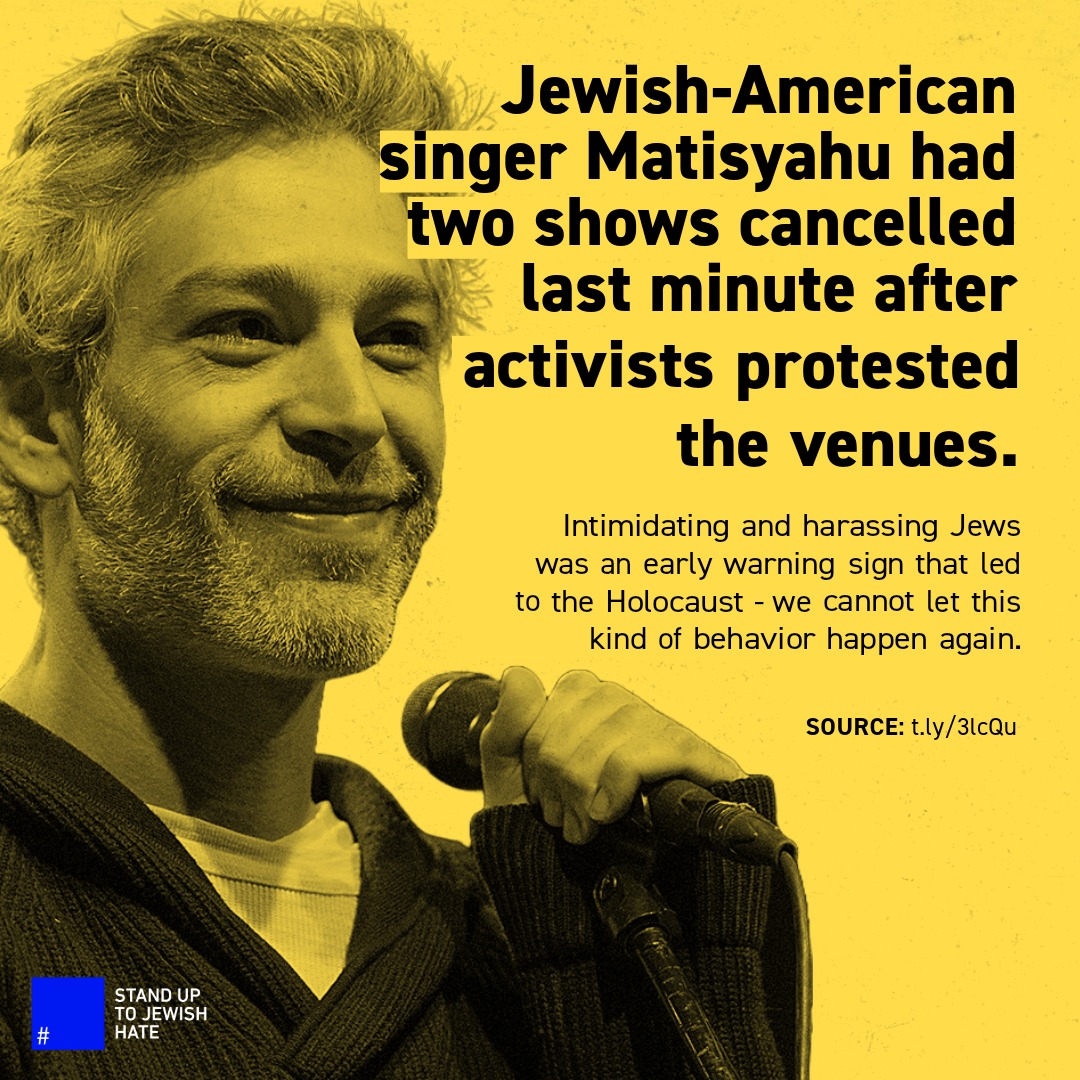 Jewish-American
singer Matisyahu had
two shows cancelled
last minute after
activists protested
the venues.
Intimidating and harassing Jews
was an early warning sign that led
to the Holocaust - we cannot let this
kind of behavior happen again.
SOURCE: t.ly/3lcQu
#
STAND UP
TO JEWISH
HATE